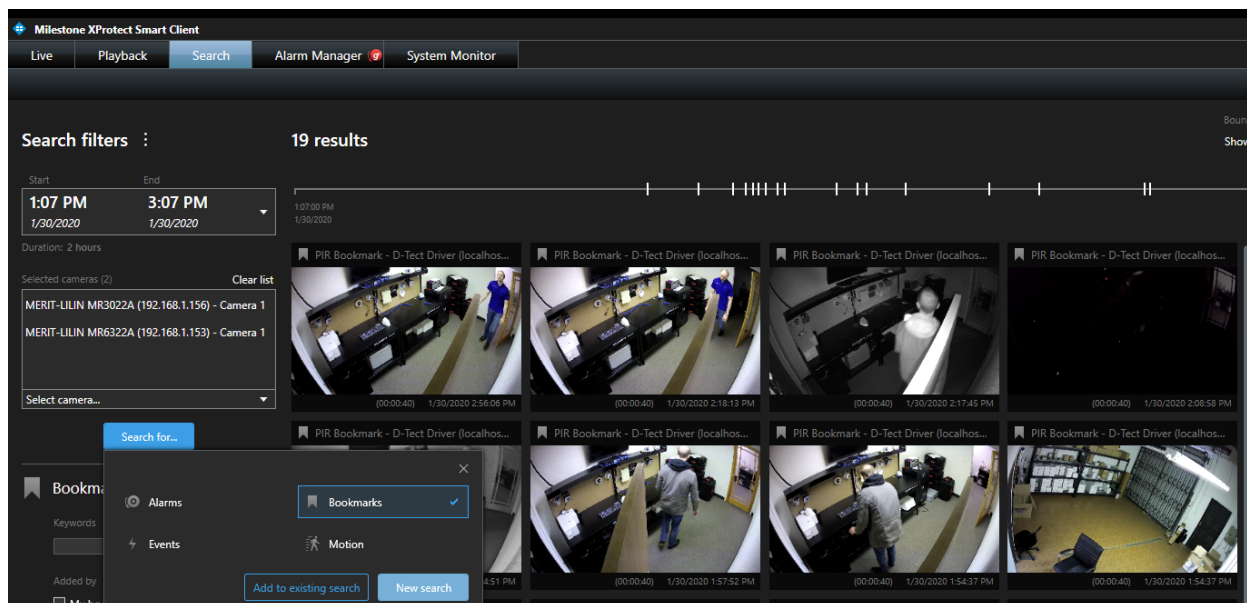 Milestone XProtect Smart Client
Live Playback Search Alarm Manager System Monitor
Boun
Search filters 19 results Show
Start End
1:07 PM 3:07 PM
1/30/2020 1/30/2020
1:07:00 PM
1/30/2020
Duration: 2 hours
PIR Bookmark - D-Tect Driver (localhos... PIR Bookmark - D-Tect Driver (localhos... PIR Bookmark - D-Tect Driver (localhos... PIR Bookmark - D-Tect Driver (localhos...
Selected cameras (2) Clear list
MERIT-LILIN MR3022A (192.168.1.156) - Camera 1
MERIT-LILIN MR6322A (192.168.1.153) - Camera 1
Select camera...
(00:00:40) 1/30/2020 2:56:06 PM (00:00:40) 1/30/2020 2:18:13 PM (00:00:40) 1/30/2020 2:17:45 PM (00:00:40) 1/30/2020 2:08:58 PM
Search for...
PIR Bookmark - D-Tect Driver (localhos... PIR Bookmark - D-Tect Driver (localhos... PIR Bookmark - D-Tect Driver (localhos... PIR Bookmark - D-Tect Driver (localhos...
Bookma
Alarms Bookmarks
Keywords
Events Motion
Added by
Add to existing search New search
4:51 PM (00:00:40) 1/30/2020 1:57:52 PM (00:00:40) 1/30/2020 1:54:37 PM (00:00:40) 1/30/2020 1:54:37 PM